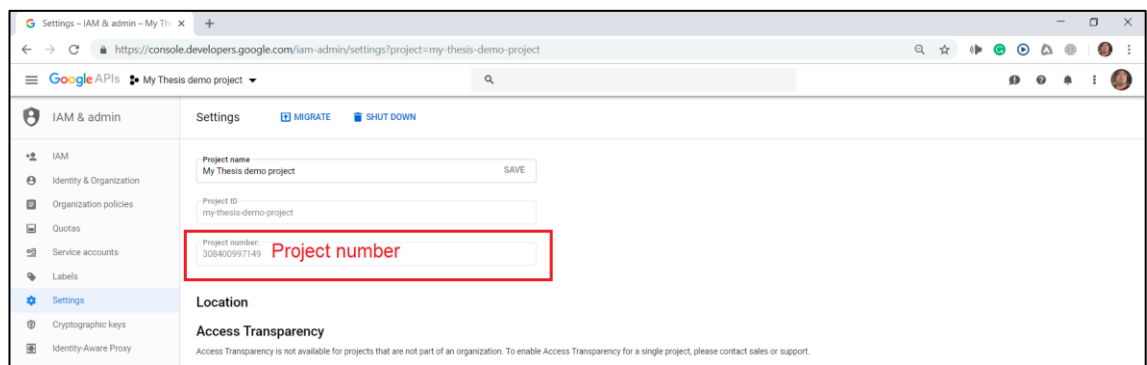 Settings – IAM & admin – My Th
https://console.developers.google.com/iam-admin/settings?project=my-thesis-demo-project
Google APIs My Thesis demo project
IAM & admin
Settings MIGRATE SHUT DOWN
IAM
Identity & Organization
Organization policies
Quotas
Service accounts
Labels
Settings
Cryptographic keys
Identity-Aware Proxy
Project name
My Thesis demo project SAVE
Project ID
my-thesis-demo-project
Project number:
308400997149 Project number
Location
Access Transparency
Access Transparency is not available for projects that are not part of an organization. To enable Access Transparency for a single project, please contact sales or support.